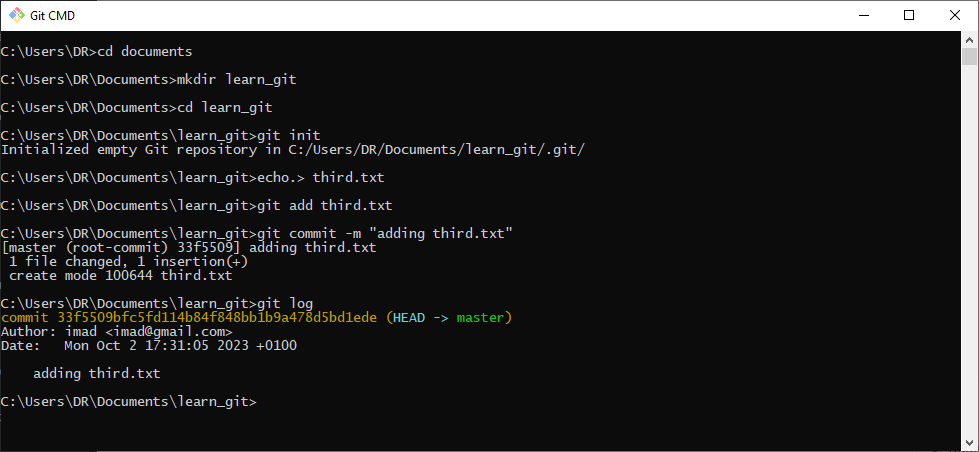 Git CMD
C:\Users\DR>cd documents
C:\Users\DR\Documents>mkdir learn_git
C:\Users\DR\Documents>cd learn_git
C:\Users\DR\Documents\learn_git>git init
Initialized empty Git repository in C:/Users/DR/Documents/learn_git/.git/
C:\Users\DR\Documents\learn_git>echo.> third.txt
C:\Users\DR\Documents\learn_git>git add third.txt
C:\Users\DR\Documents\learn_git>git commit -m "adding third.txt"
[master (root-commit) 33f5509] adding third.txt
 1 file changed, 1 insertion(+)
 create mode 100644 third.txt
C:\Users\DR\Documents\learn_git>git log
commit 33f5509bfc5fd114b84f848bb1b9a478d5bd1ede (HEAD -> master)
Author: imad <imad@gmail.com>
Date:   Mon Oct 2 17:31:05 2023 +0100
    adding third.txt
C:\Users\DR\Documents\learn_git>